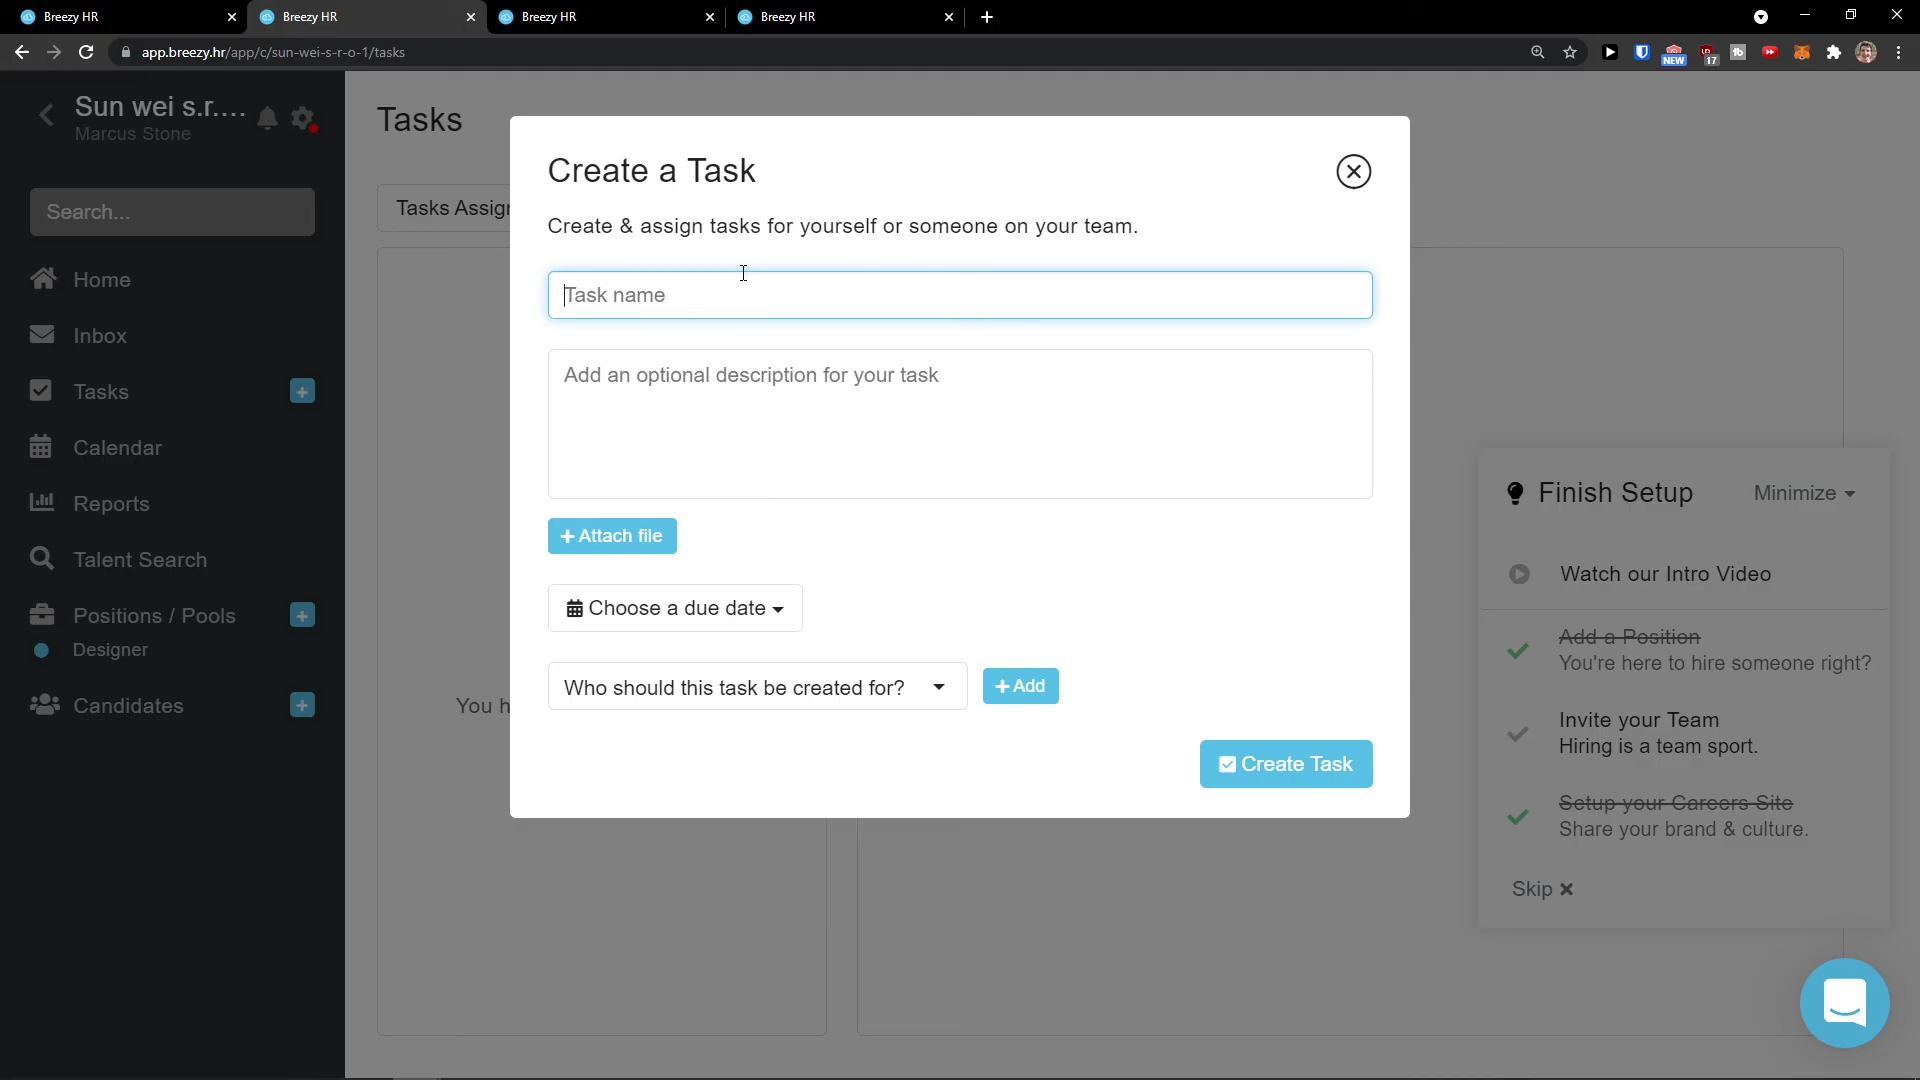 Breezy HR
Breezy HR
Breezy HR
Breezy HR
app.breezy.hr/app/c/sun-wei-s-r-o-1/tasks
NEW
17
Sun wei s.r....
Marcus Stone
Search...
Home
Inbox
Tasks
Calendar
Reports
Talent Search
Positions / Pools
Designer
Candidates
Tasks
Tasks Assign
You h
Create a Task
Create & assign tasks for yourself or someone on your team.
Task name
Add an optional description for your task
+ Attach file
Choose a due date
Who should this task be created for?
+ Add
Create Task
Finish Setup
Minimize
Watch our Intro Video
Add a Position
You're here to hire someone right?
Invite your Team
Hiring is a team sport.
Setup your Careers Site
Share your brand & culture.
Skip ×